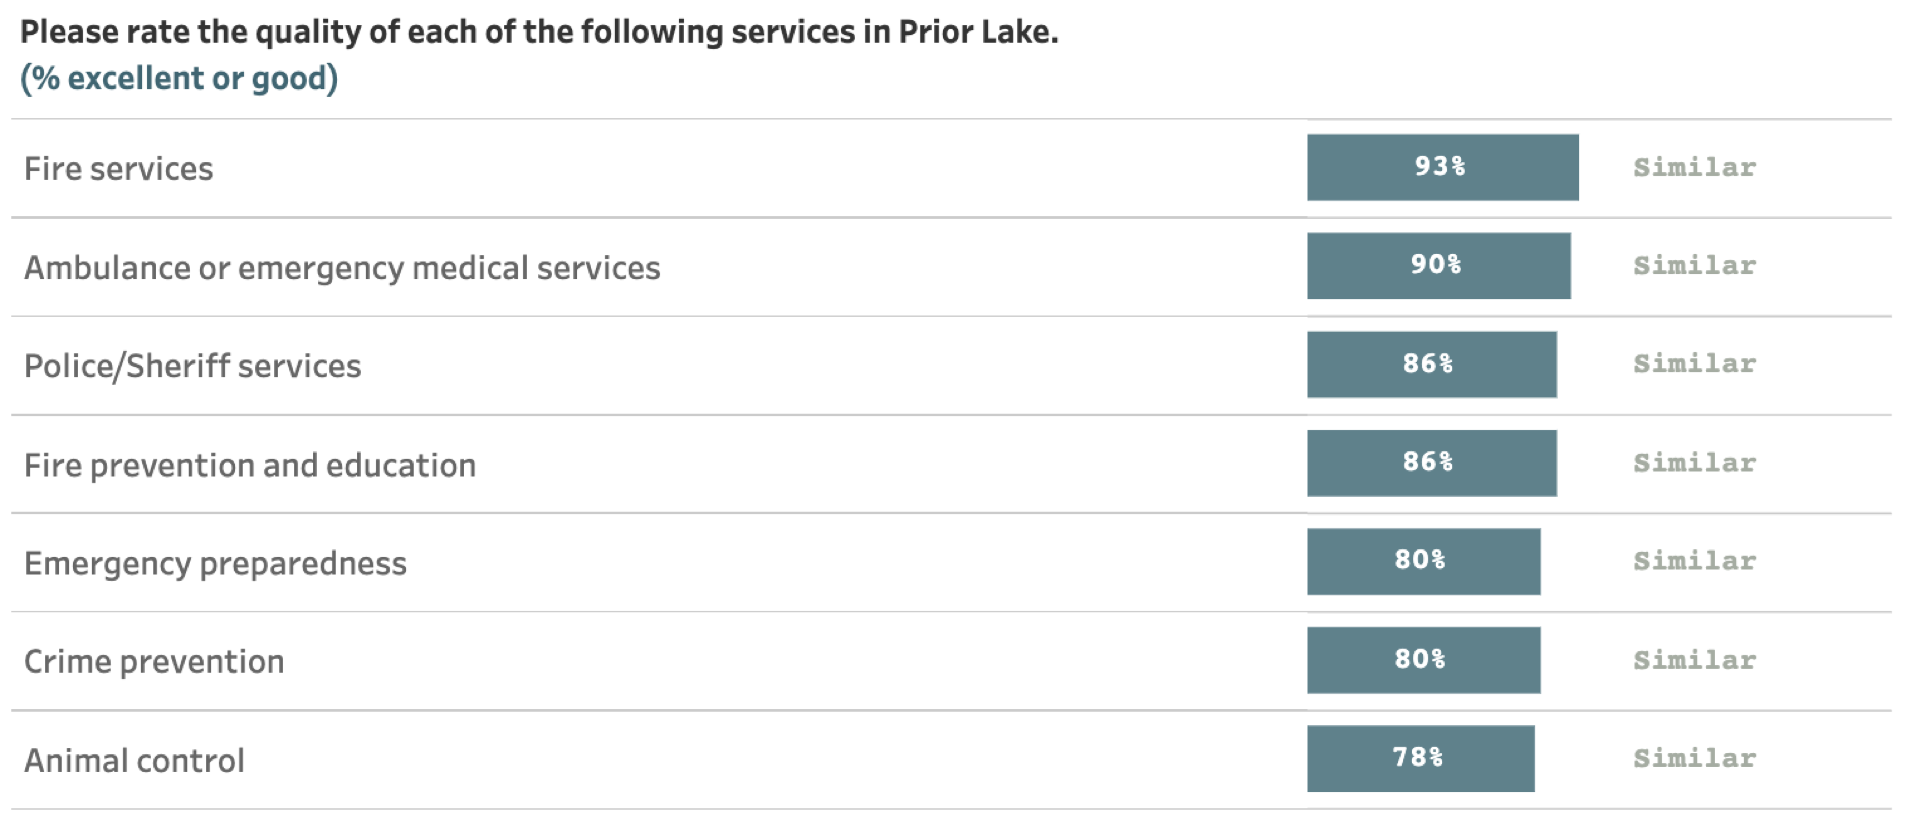 Please rate the quality of each of the following services in Prior Lake.
(% excellent or good)
Fire services 93% Similar
Ambulance or emergency medical services 90% Similar
Police/Sheriff services 86% Similar
Fire prevention and education 86% Similar
Emergency preparedness 80% Similar
Crime prevention 80% Similar
Animal control 78% Similar